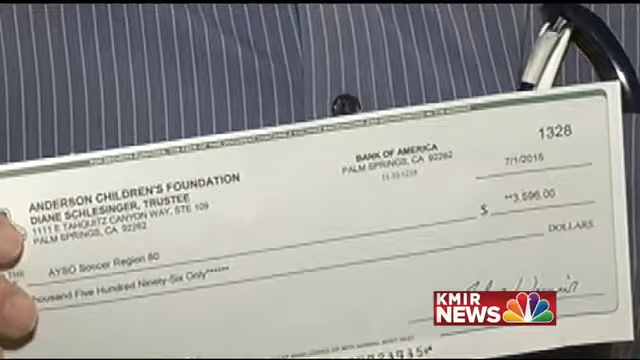 1328
ANDERSON CHILDREN'S FOUNDATION
DIANE SCHLESINGER, TRUSTEE
1111 E TAHQUITZ CANYON WAY, STE 109
PALM SPRINGS, CA 92262
BANK OF AMERICA
PALM SPRINGS, CA 92262
7/1/2015
THE
AYSO Soccer Region 80
$ **3,596.00
housand Five Hundred Ninety-Six Only******
DOLLARS
KMIR
NEWS